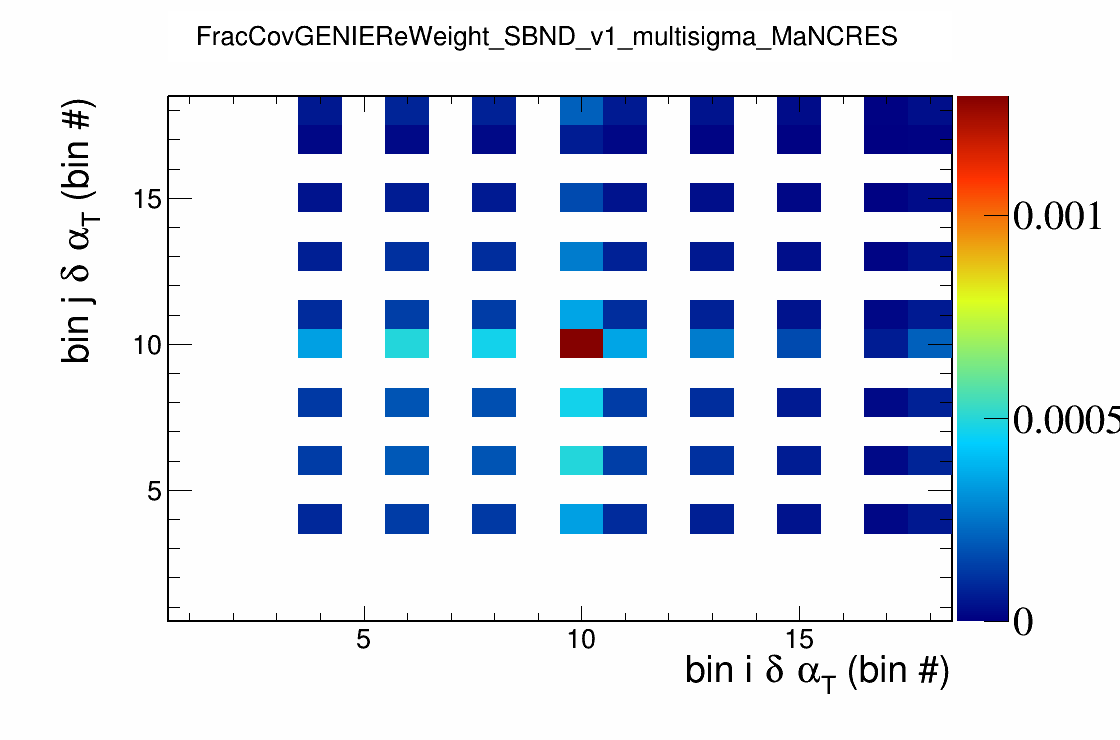 FracCovGENIEReWeight_SBND_v1_multisigma_MaNCRES
bin j δ α_T (bin #)
15
10
5
5 10 15
bin i δ α_T (bin #)
0.001
0.0005
0